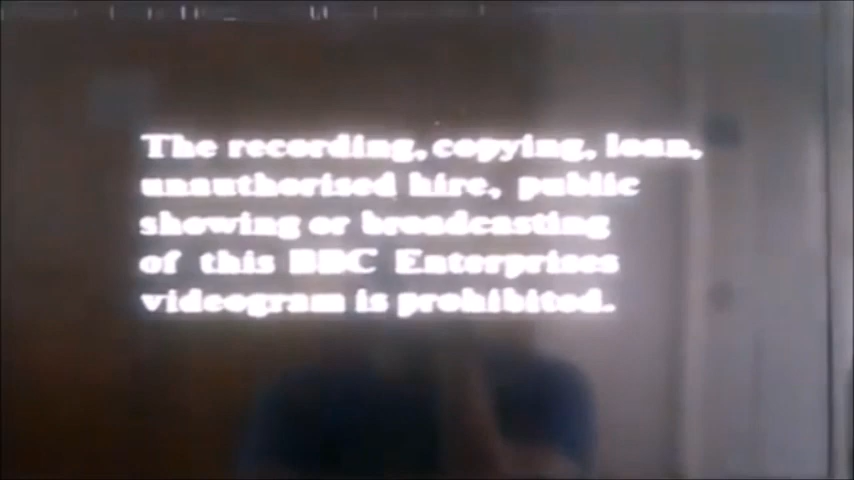 The recording, copying, loan,
unauthorised hire, public
showing or broadcasting
of this BBC Enterprises
videogram is prohibited.